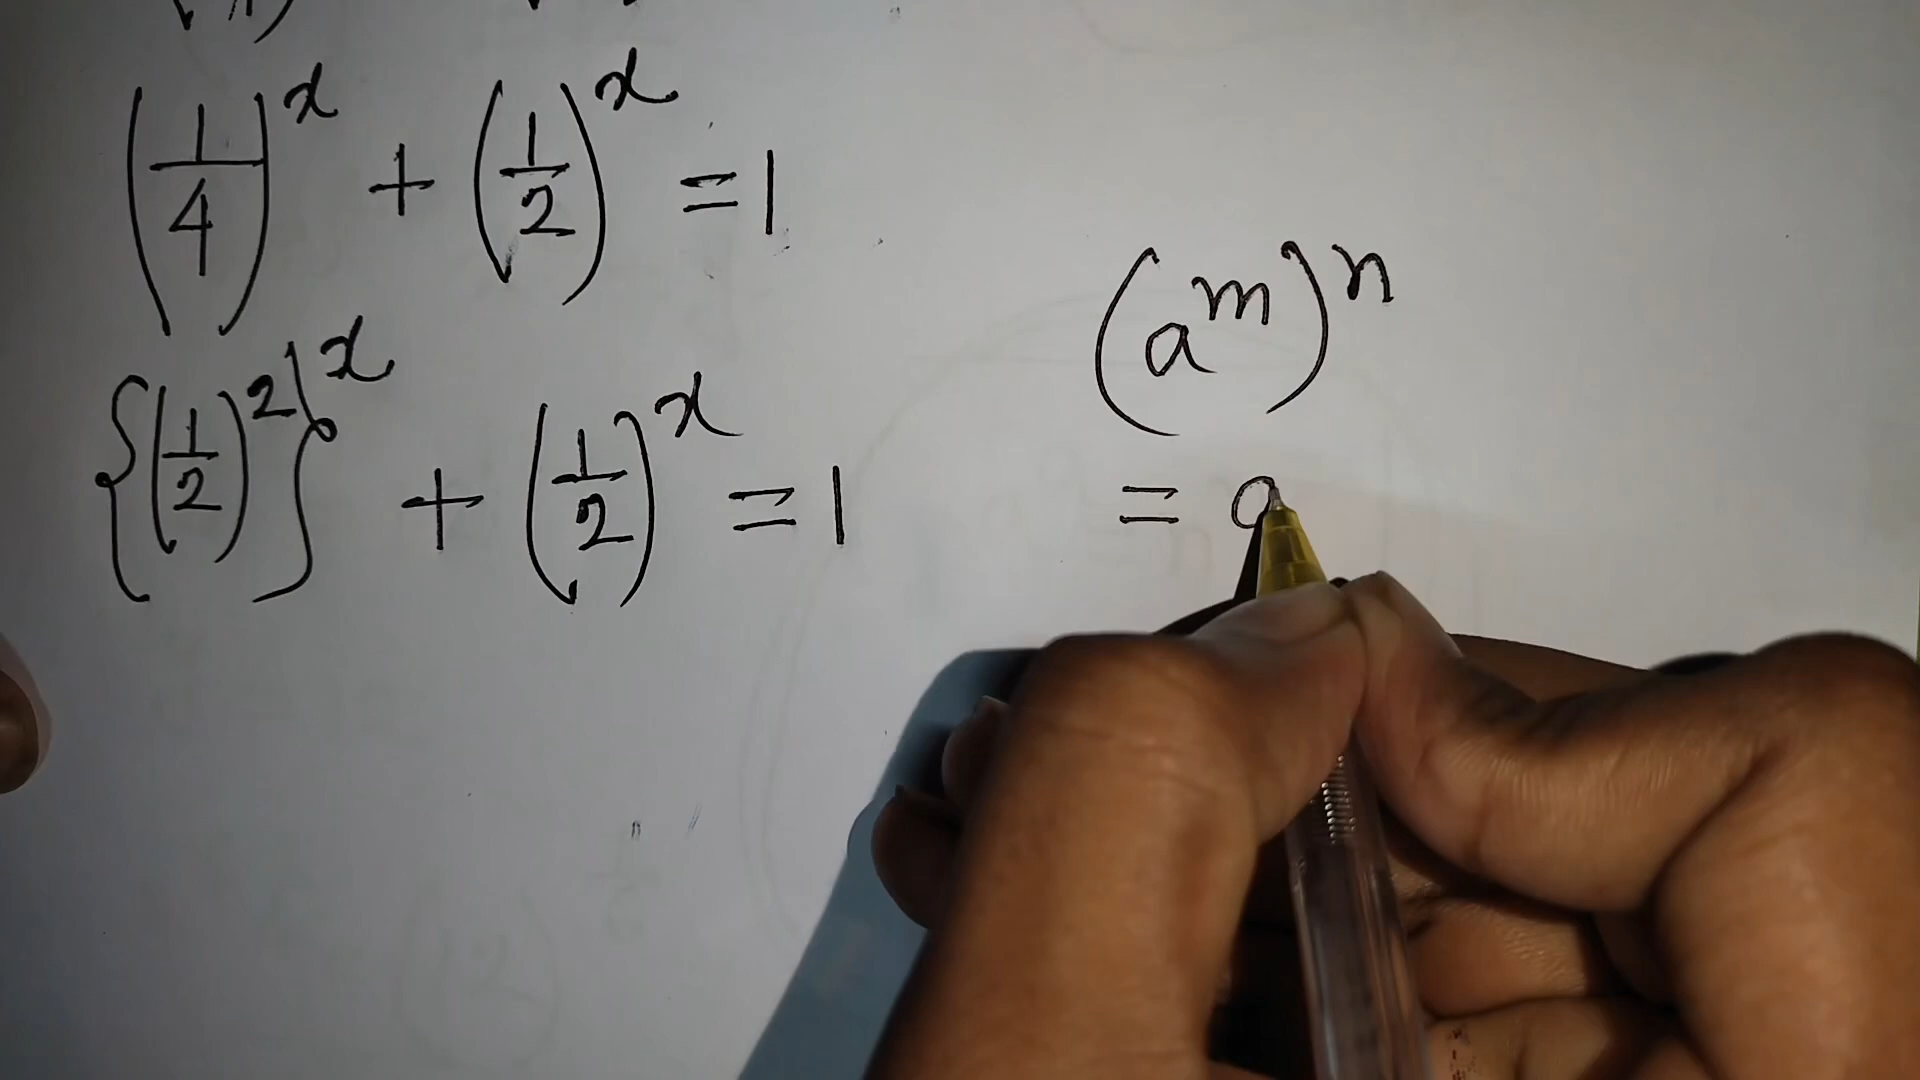 (1/4)^x + (1/2)^x = 1
{(1/2)^2}^x + (1/2)^x = 1
(a^m)^n
= a